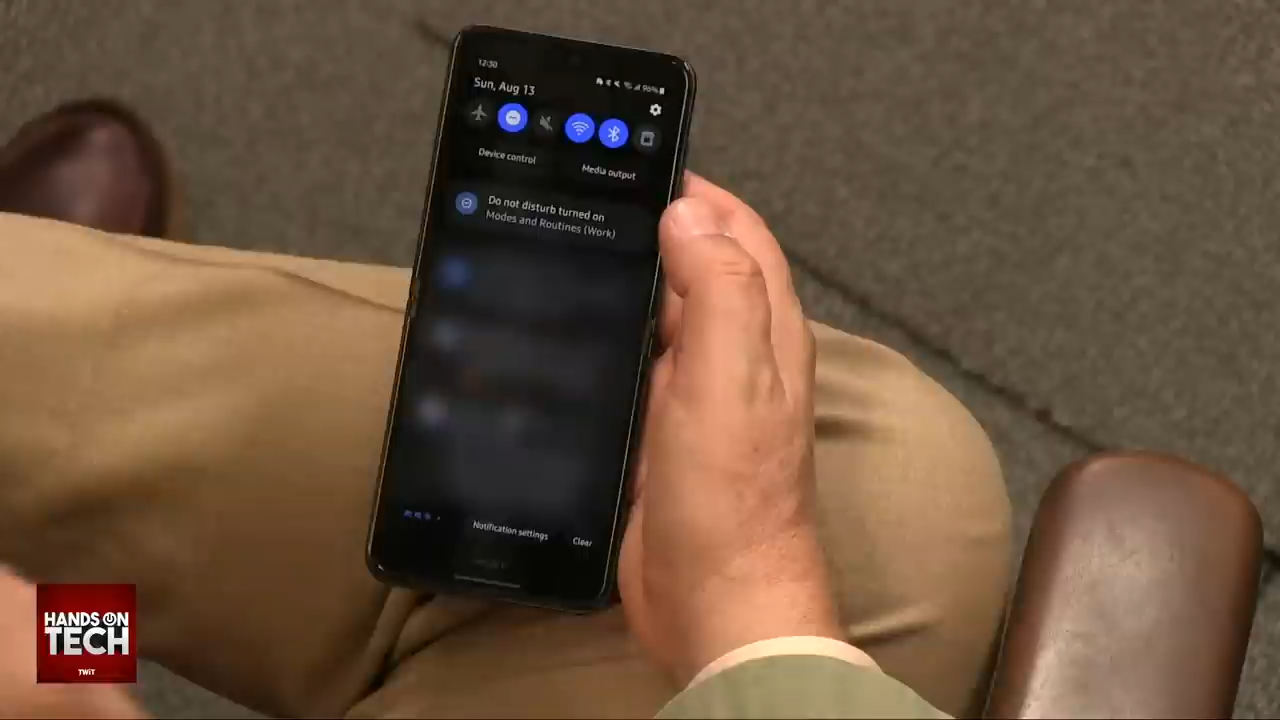 12:30
96%
Sun, Aug 13
Device control
Media output
Do not disturb turned on
Modes and Routines (Work)
Notification settings
Clear
HANDS ON
TECH
TWiT